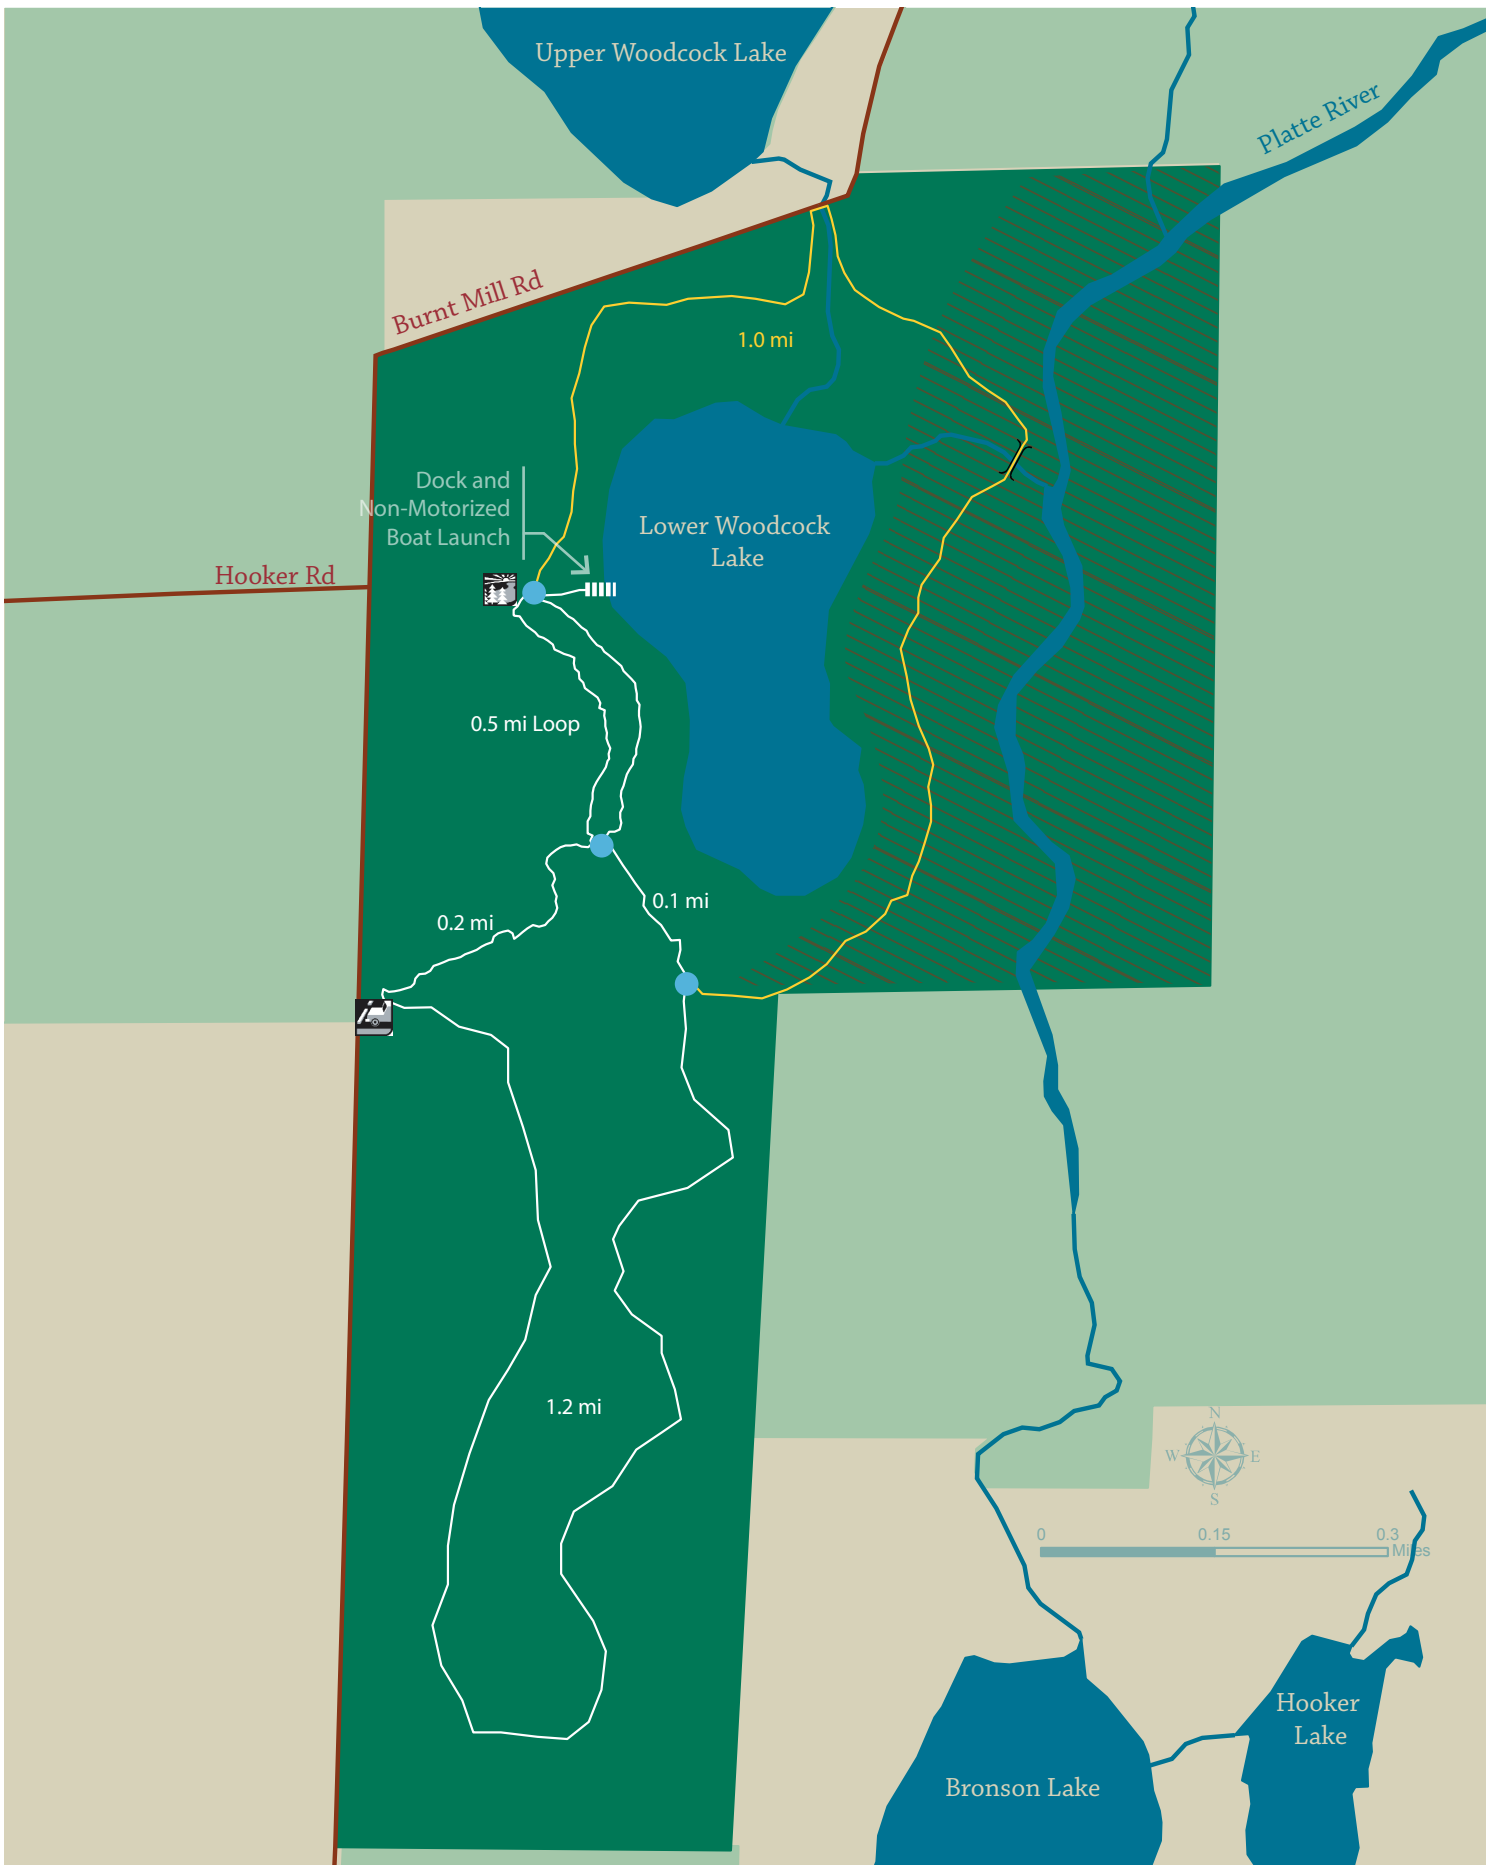 Upper Woodcock Lake
Platte River
Burnt Mill Rd
1.0 mi
Dock and
Non-Motorized
Boat Launch
Lower Woodcock
Lake
Hooker Rd
0.5 mi Loop
0.1 mi
0.2 mi
1.2 mi
N
W E
S
0 0.15 0.3
Miles
Hooker
Lake
Bronson Lake